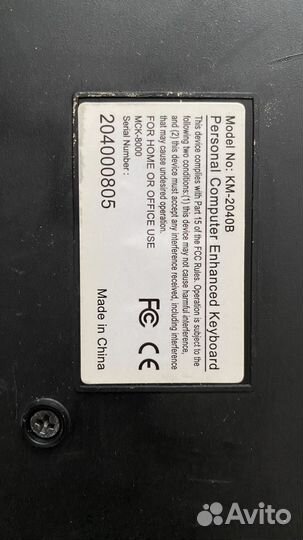 Model No: KM-2040B
Personal Computer Enhanced Keyboard
This device complies with Part 15 of the FCC Rules. Operation is subject to the
following two conditions:(1) this device may not cause harmful interference,
and (2) this device must accept any interference received, including interference
that may cause undesired operation.
FOR HOME OR OFFICE USE
MCK-8000
Serial Number :
204000805
FC CE
Made in China
Avito